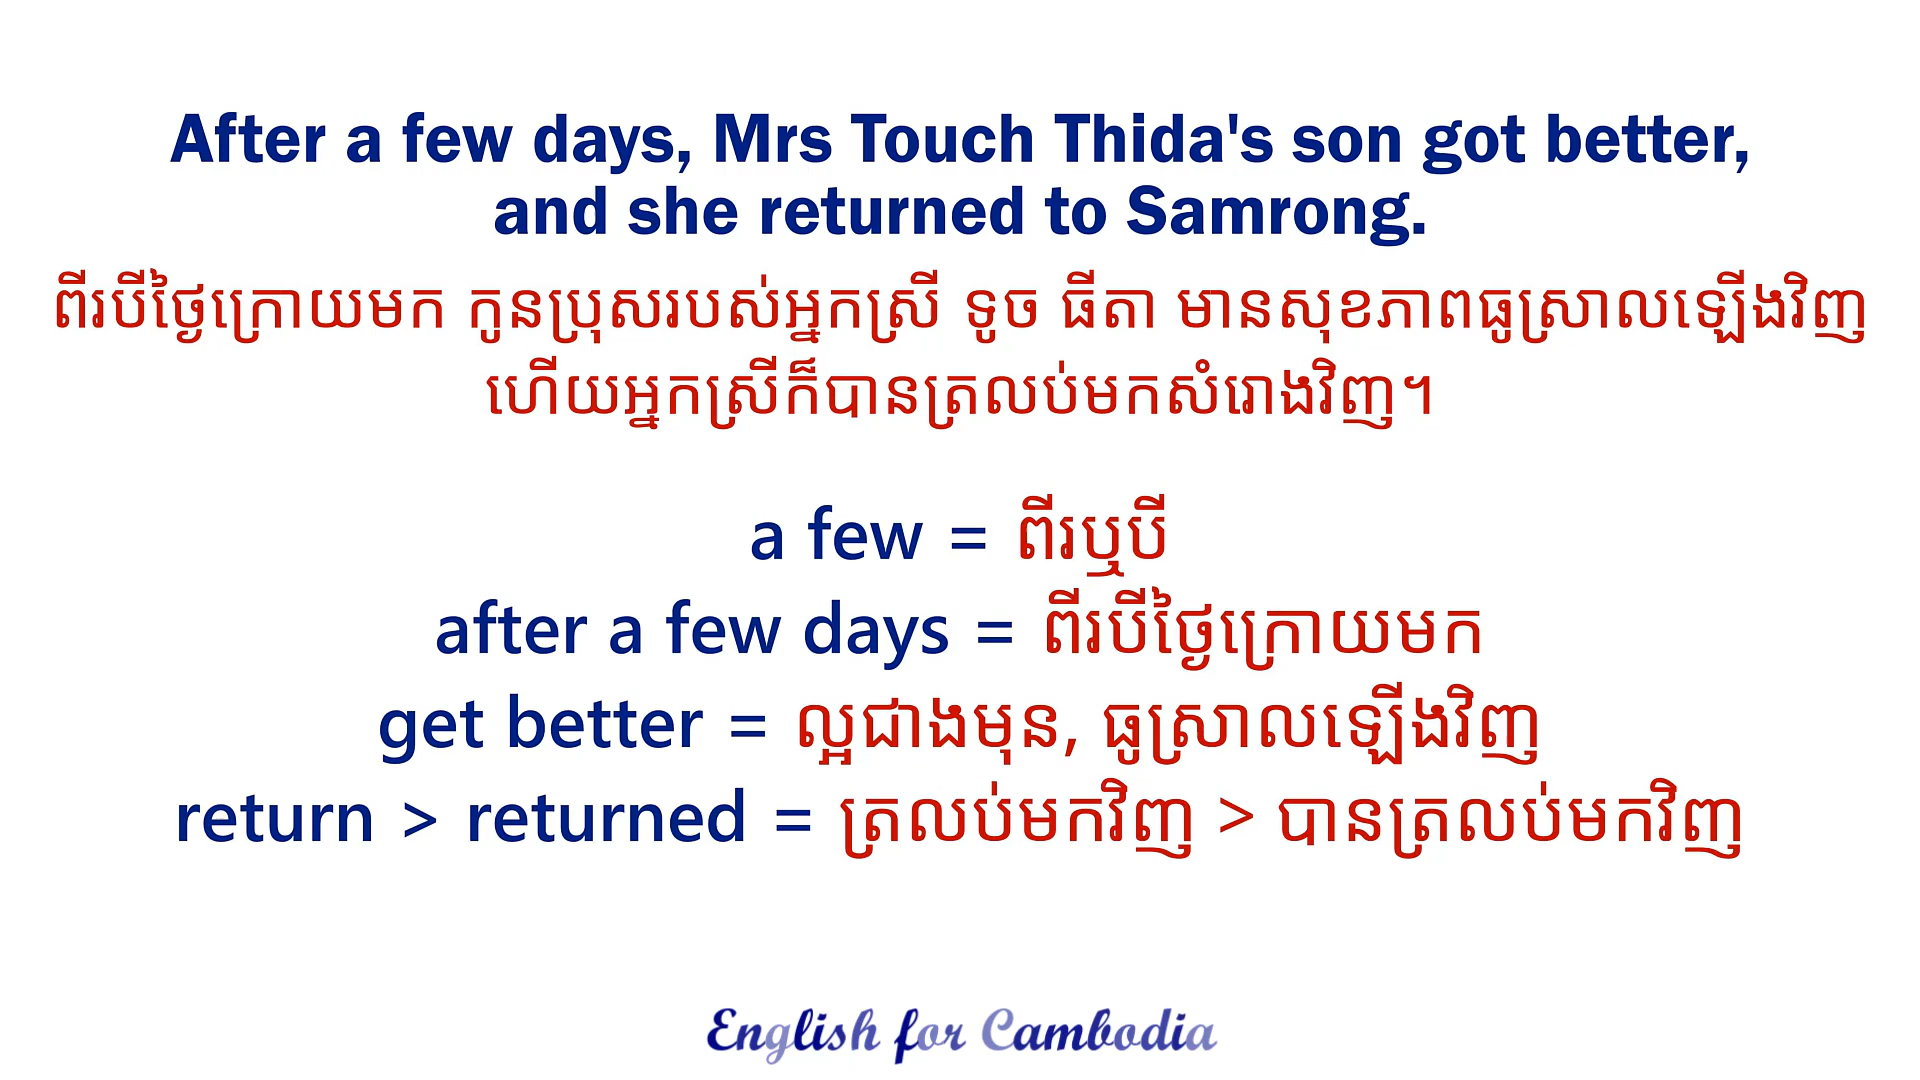 After a few days, Mrs Touch Thida's son got better,
and she returned to Samrong.
ពីរបីថ្ងៃក្រោយមក កូនប្រុសរបស់អ្នកស្រី ទូច ធីតា មានសុខភាពធូស្រាលឡើងវិញ
ហើយអ្នកស្រីក៏បានត្រលប់មកសំរោងវិញ។
a few = ពីរឬបី
after a few days = ពីរបីថ្ងៃក្រោយមក
get better = ល្អជាងមុន, ធូស្រាលឡើងវិញ
return > returned = ត្រលប់មកវិញ > បានត្រលប់មកវិញ
English for Cambodia